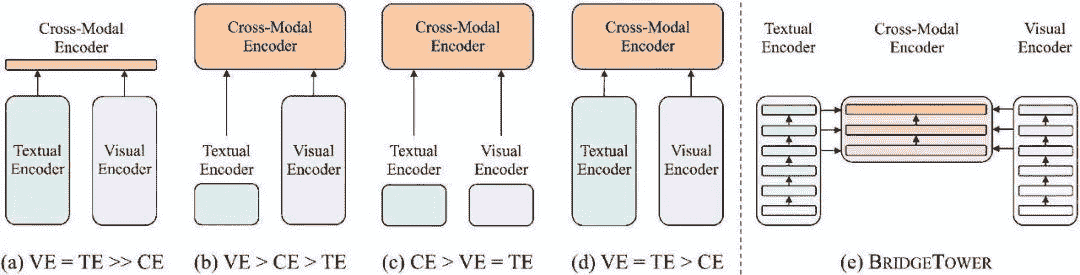 Cross-Modal
Encoder
Textual
Encoder
Visual
Encoder
(a) VE = TE >> CE
Cross-Modal
Encoder
Textual
Encoder
Visual
Encoder
(b) VE > CE > TE
Cross-Modal
Encoder
Textual
Encoder
Visual
Encoder
(c) CE > VE = TE
Cross-Modal
Encoder
Textual
Encoder
Visual
Encoder
(d) VE = TE > CE
Textual
Encoder
Cross-Modal
Encoder
Visual
Encoder
(e) BRIDGETOWER